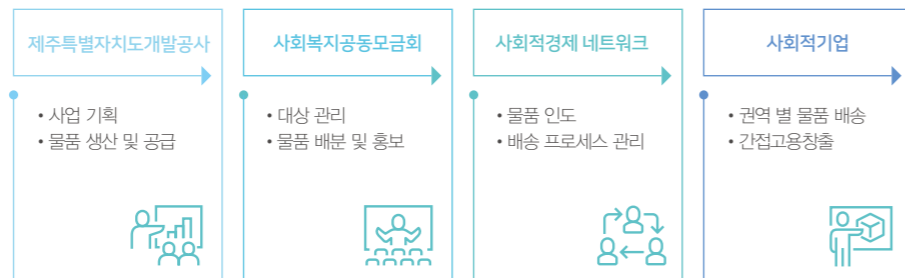 제주특별자치도개발공사
• 사업 기획
• 물품 생산 및 공급
사회복지공동모금회
• 대상 관리
• 물품 배분 및 홍보
사회적경제 네트워크
• 물품 인도
• 배송 프로세스 관리
사회적기업
• 권역 별 물품 배송
• 간접고용창출